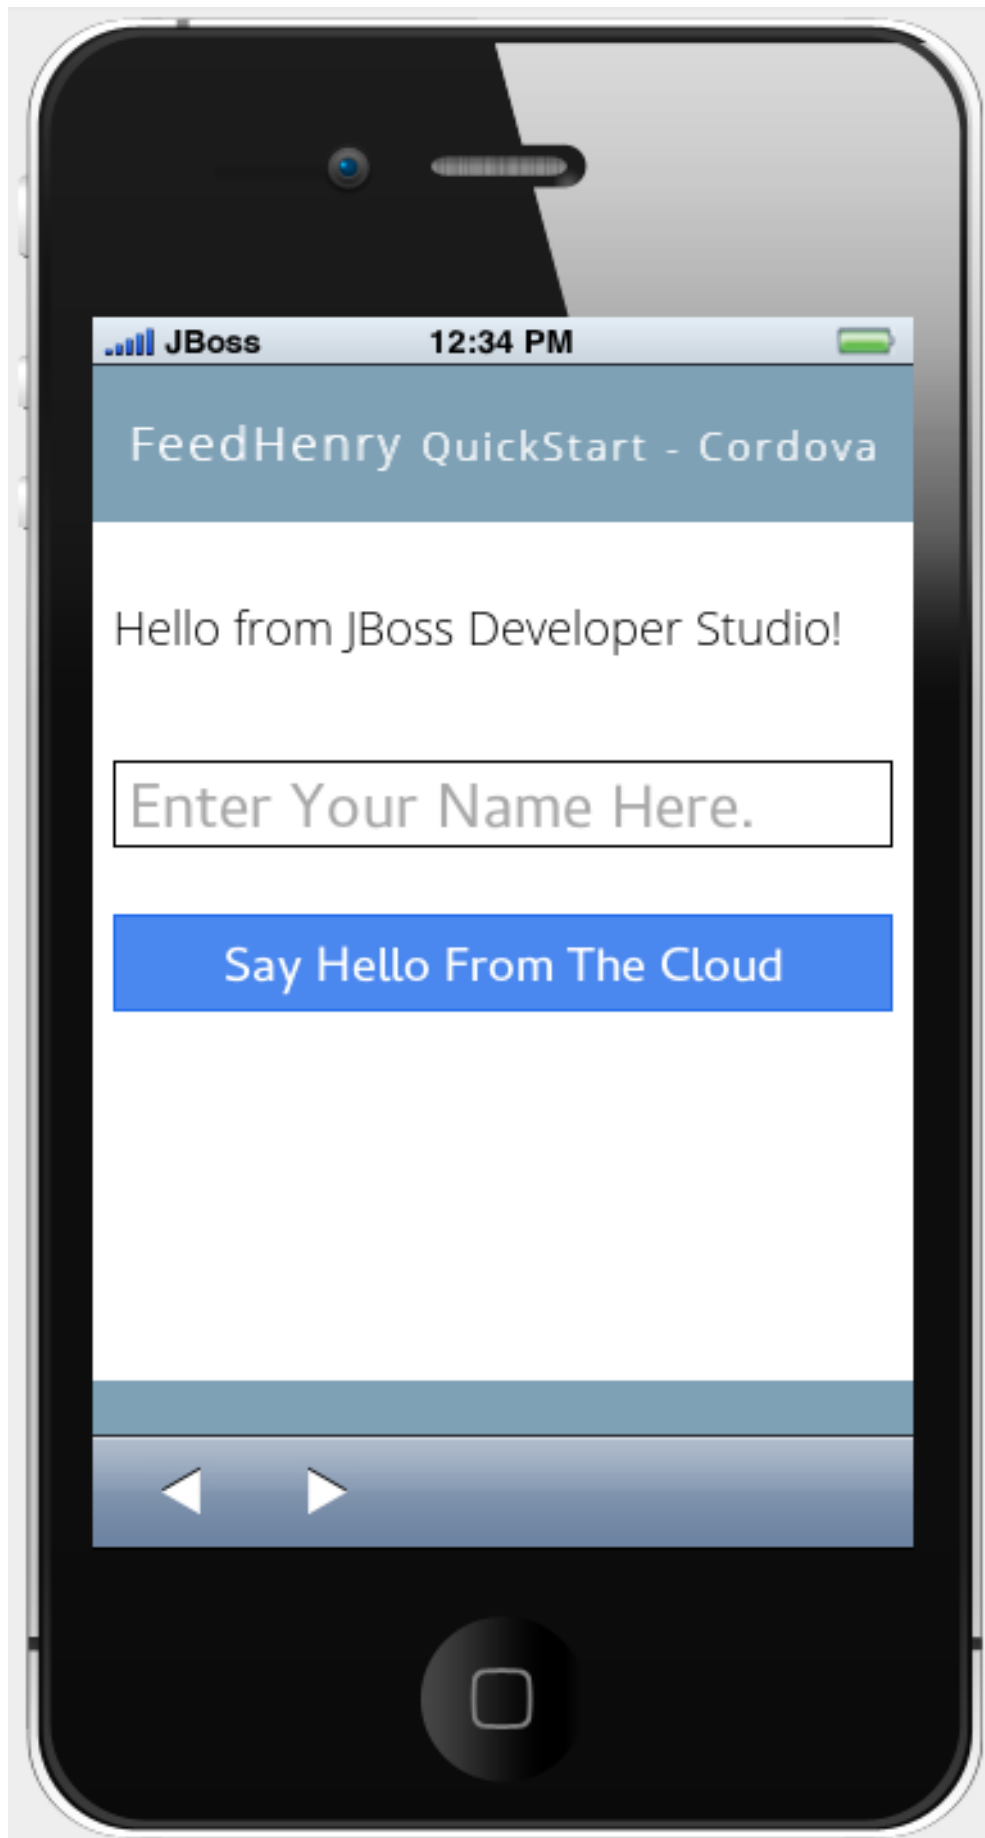 JBoss 12:34 PM
FeedHenry QuickStart - Cordova
Hello from JBoss Developer Studio!
Enter Your Name Here.
Say Hello From The Cloud